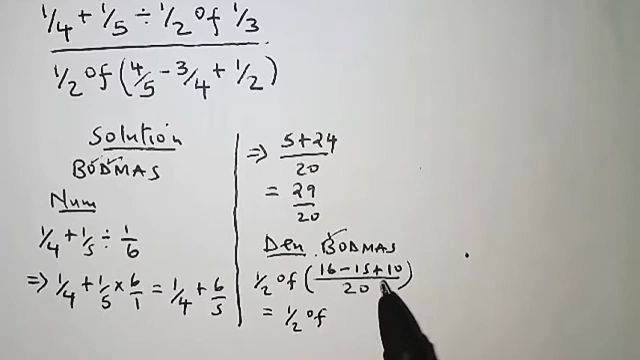 1/4 + 1/5 ÷ 1/2 of 1/3
1/2 of (4/5 - 3/4 + 1/2)
Solution
BODMAS
Num
1/4 + 1/5 ÷ 1/6
=> 1/4 + 1/5 × 6/1 = 1/4 + 6/5
=> 5+24
20
= 29
20
Den. BODMAS
1/2 of (16-15+10)
20
= 1/2 of